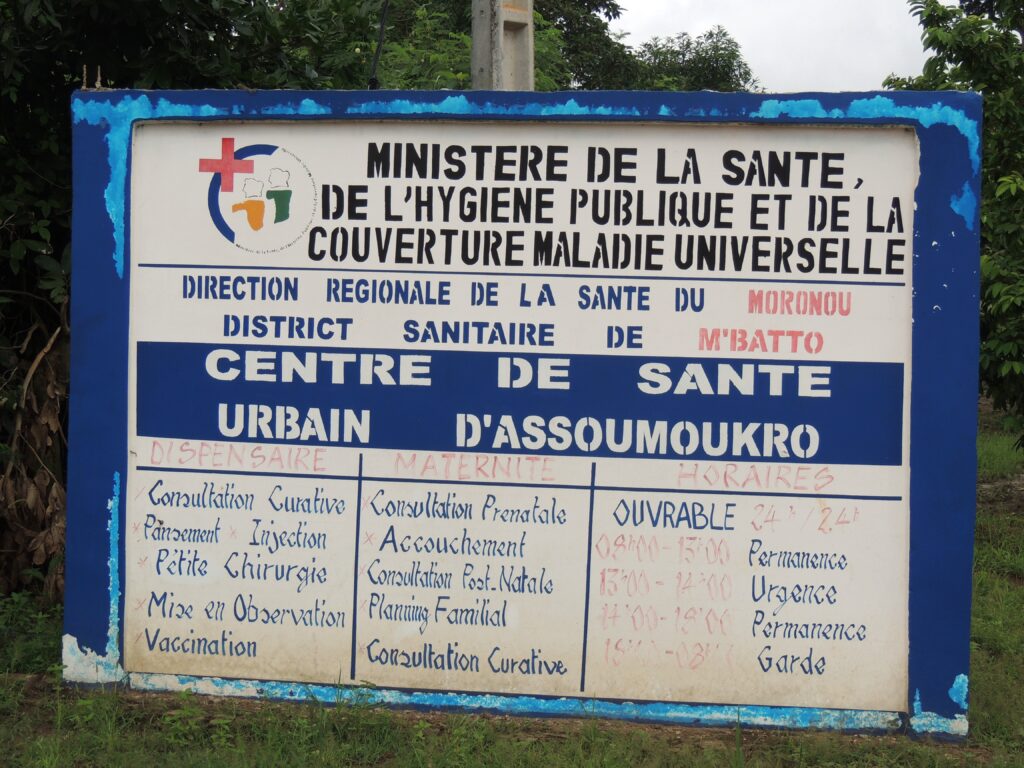 MINISTERE DE LA SANTE,
DE L'HYGIENE PUBLIQUE ET DE LA
COUVERTURE MALADIE UNIVERSELLE
DIRECTION REGIONALE DE LA SANTE DU MORONOU
DISTRICT SANITAIRE DE M'BATTO
CENTRE DE SANTE
URBAIN D'ASSOUMOUKRO
DISPENSAIRE
Consultation Curative
Pansement * Injection
* Pétite Chirurgie
* Mise en Observation
Vaccination
MATERNITE
* Consultation Prenatale
* Accouchement
* Consultation Post-Natale
* Planning Familial
* Consultation Curative
HORAIRES
OUVRABLE 24h/24h
08h00-13h00 Permanence
13h00-14h00 Urgence
14h00-18h00 Permanence
Garde